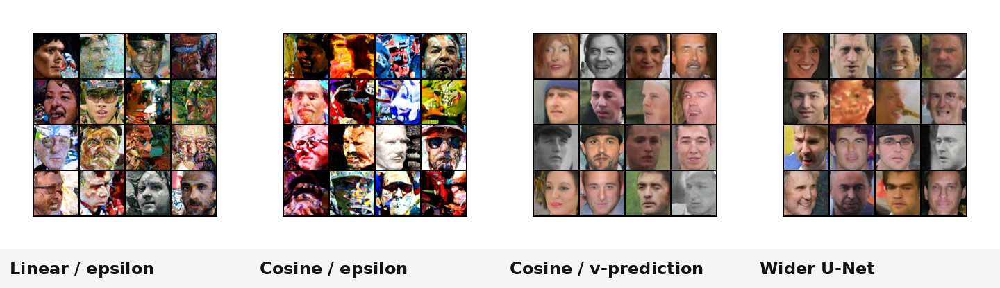 Linear / epsilon
Cosine / epsilon
Cosine / v-prediction
Wider U-Net